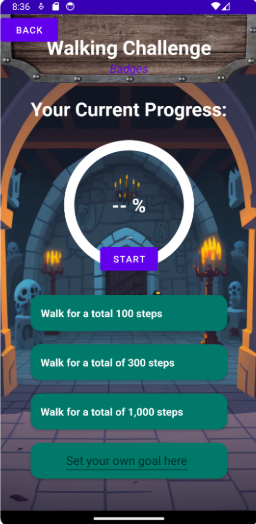 8:36
BACK
Walking Challenge
Badges
Your Current Progress:
-- %
START
Walk for a total 100 steps
Walk for a total of 300 steps
Walk for a total of 1,000 steps
Set your own goal here